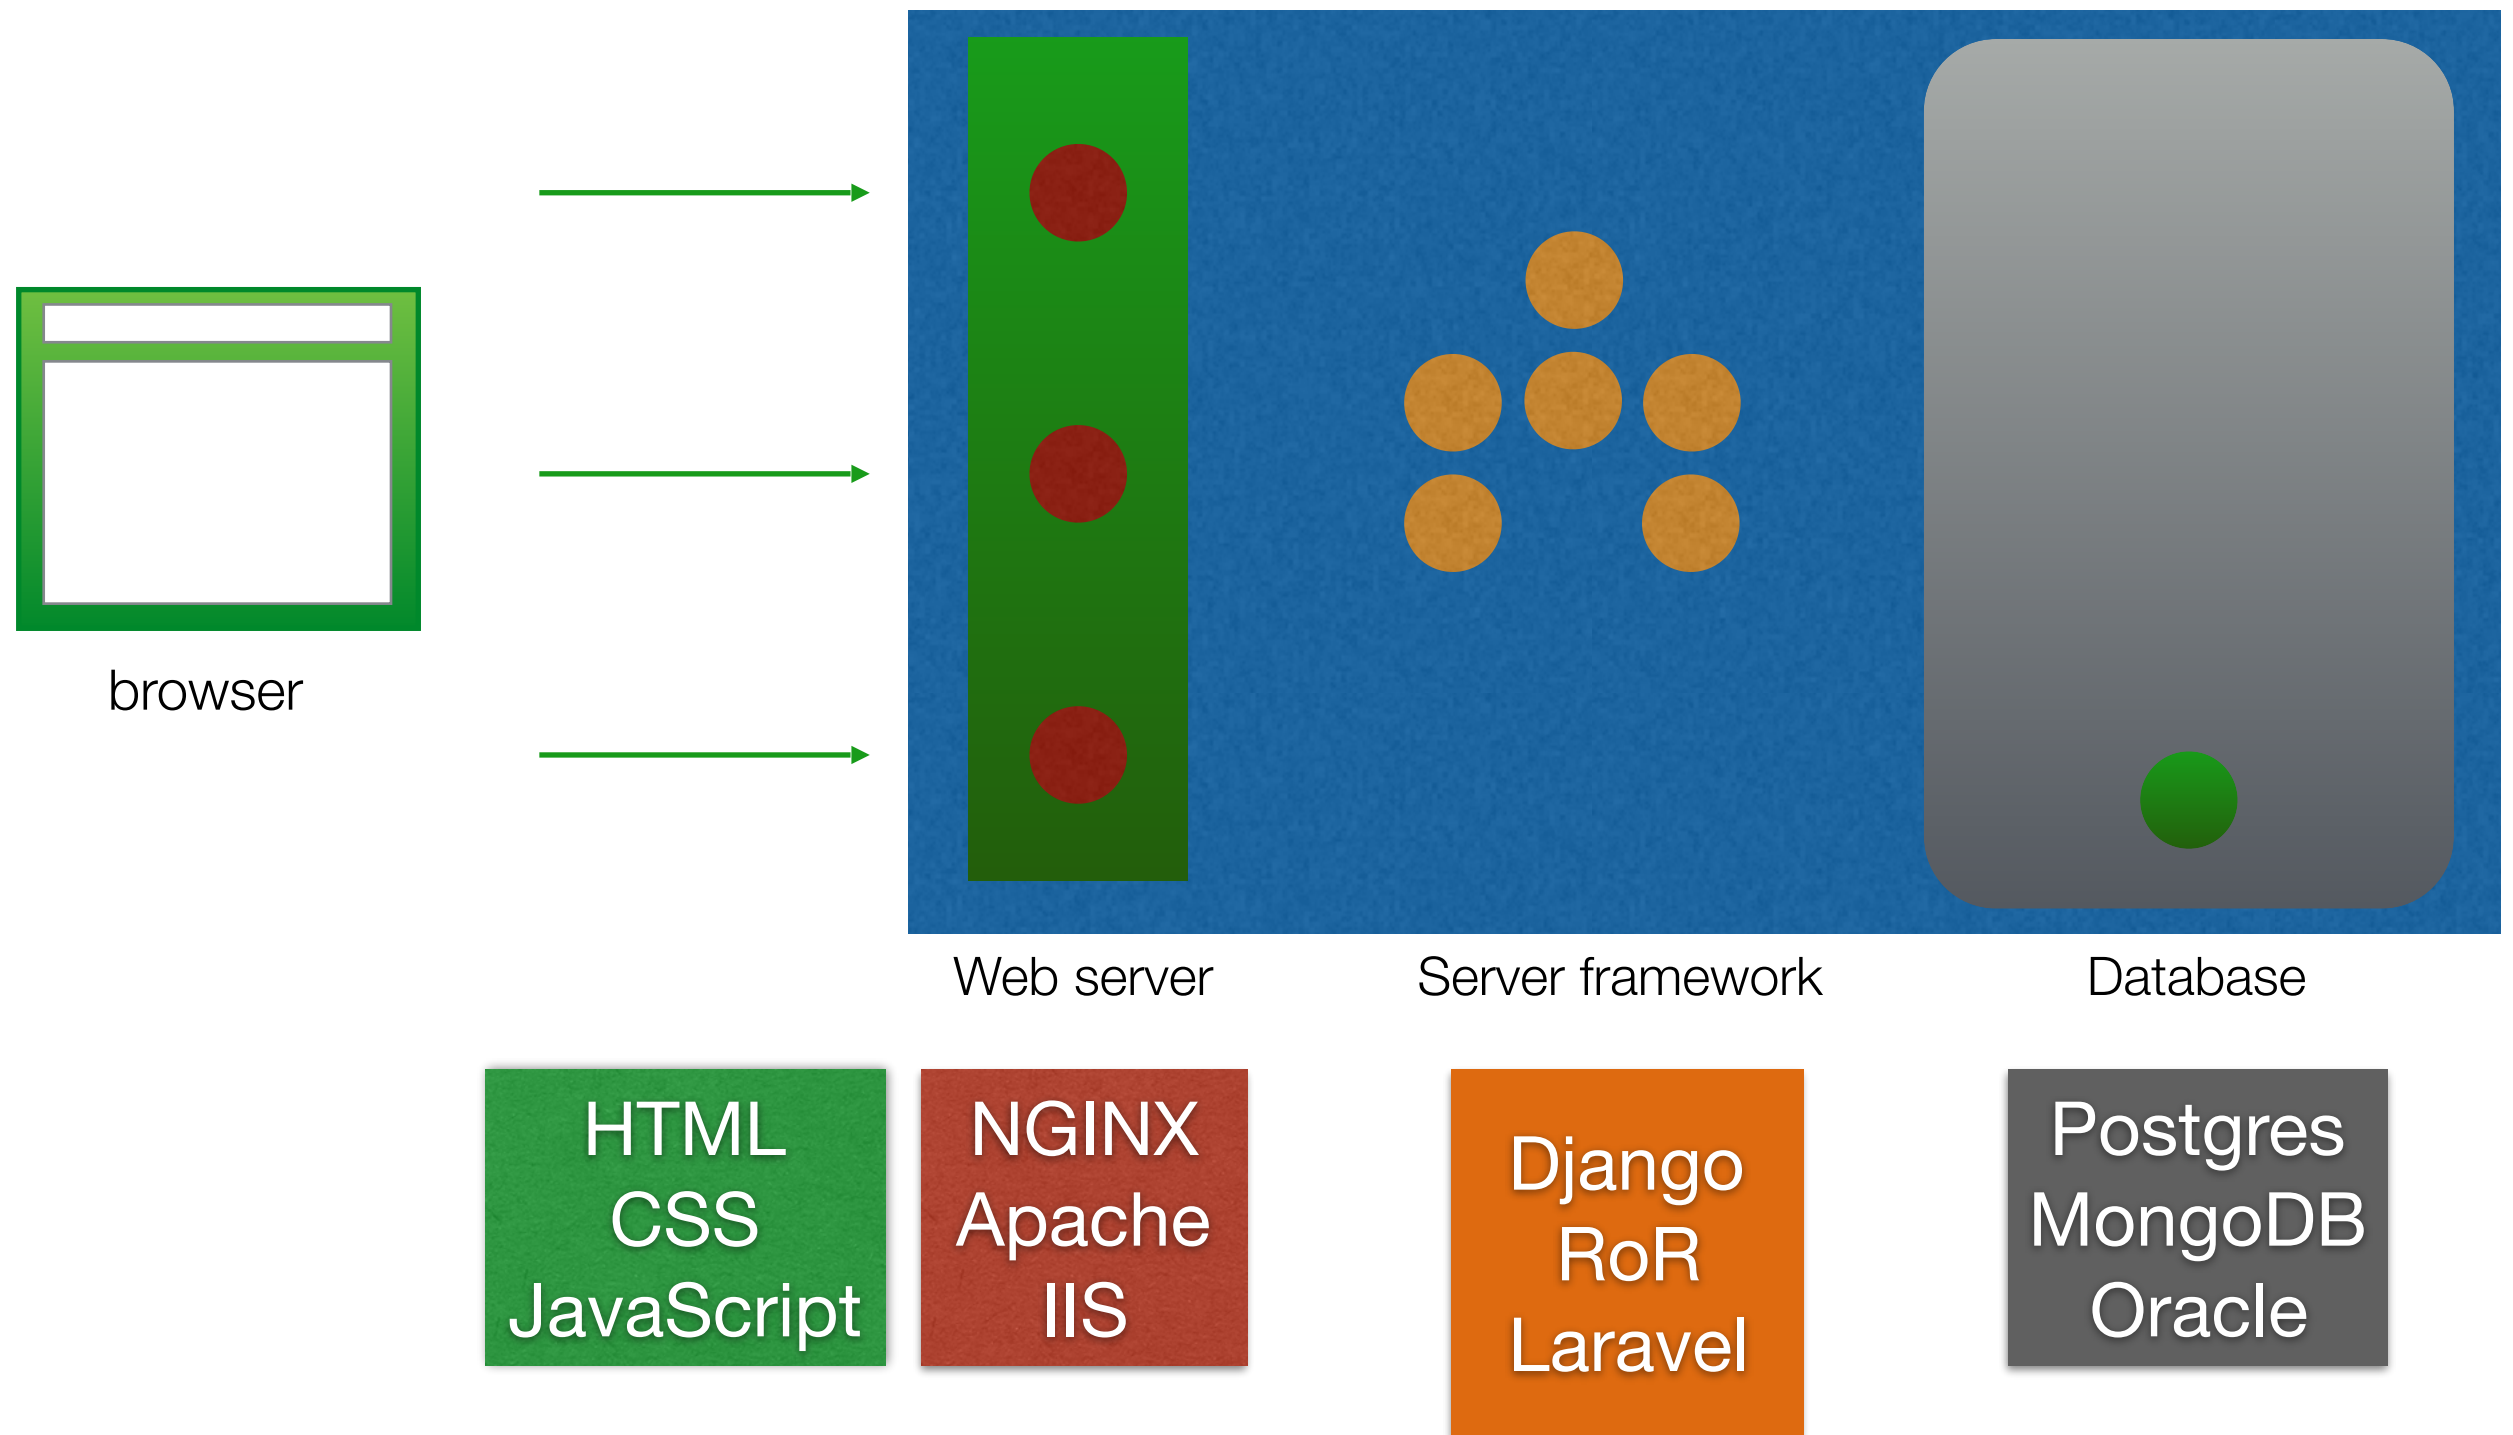 browser
Web server
Server framework
Database
HTML
CSS
JavaScript
NGINX
Apache
IIS
Django
RoR
Laravel
Postgres
MongoDB
Oracle